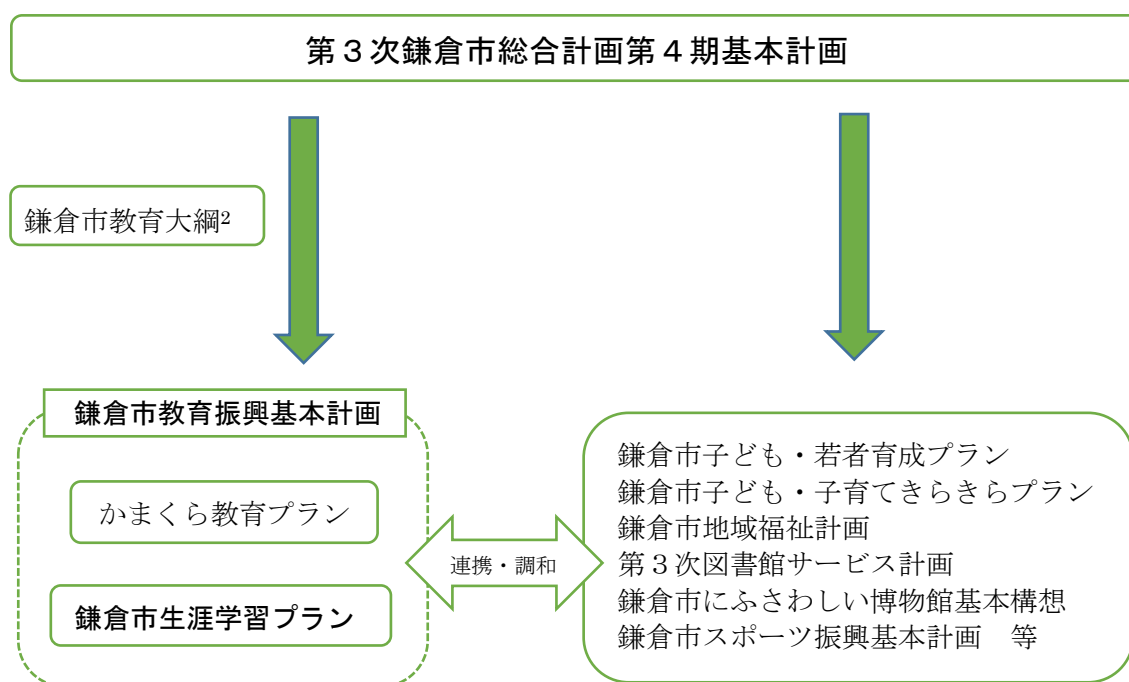 第３次鎌倉市総合計画第４期基本計画
鎌倉市教育大綱²
鎌倉市教育振興基本計画
かまくら教育プラン
鎌倉市生涯学習プラン
連携・調和
鎌倉市子ども・若者育成プラン
鎌倉市子ども・子育てきらきらプラン
鎌倉市地域福祉計画
第３次図書館サービス計画
鎌倉市にふさわしい博物館基本構想
鎌倉市スポーツ振興基本計画　等